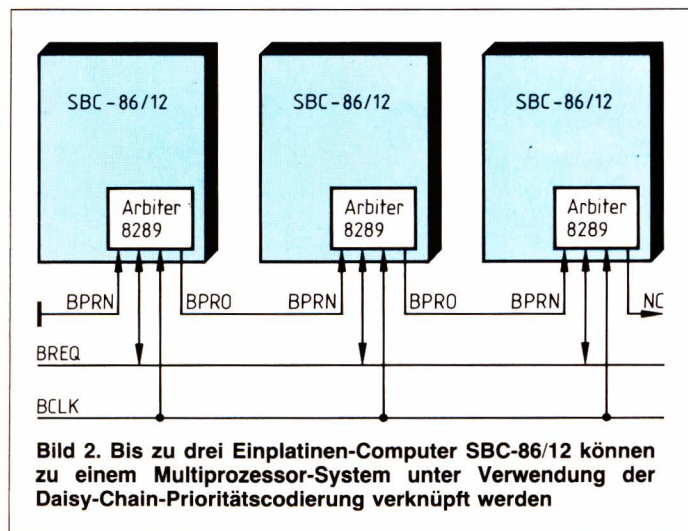 SBC-86/12 SBC-86/12 SBC-86/12
Arbiter Arbiter Arbiter
8289 8289 8289
BPRN BPRO BPRN BPRO BPRN NC
BREQ
BCLK
Bild 2. Bis zu drei Einplatinen-Computer SBC-86/12 können
zu einem Multiprozessor-System unter Verwendung der
Daisy-Chain-Prioritätscodierung verknüpft werden